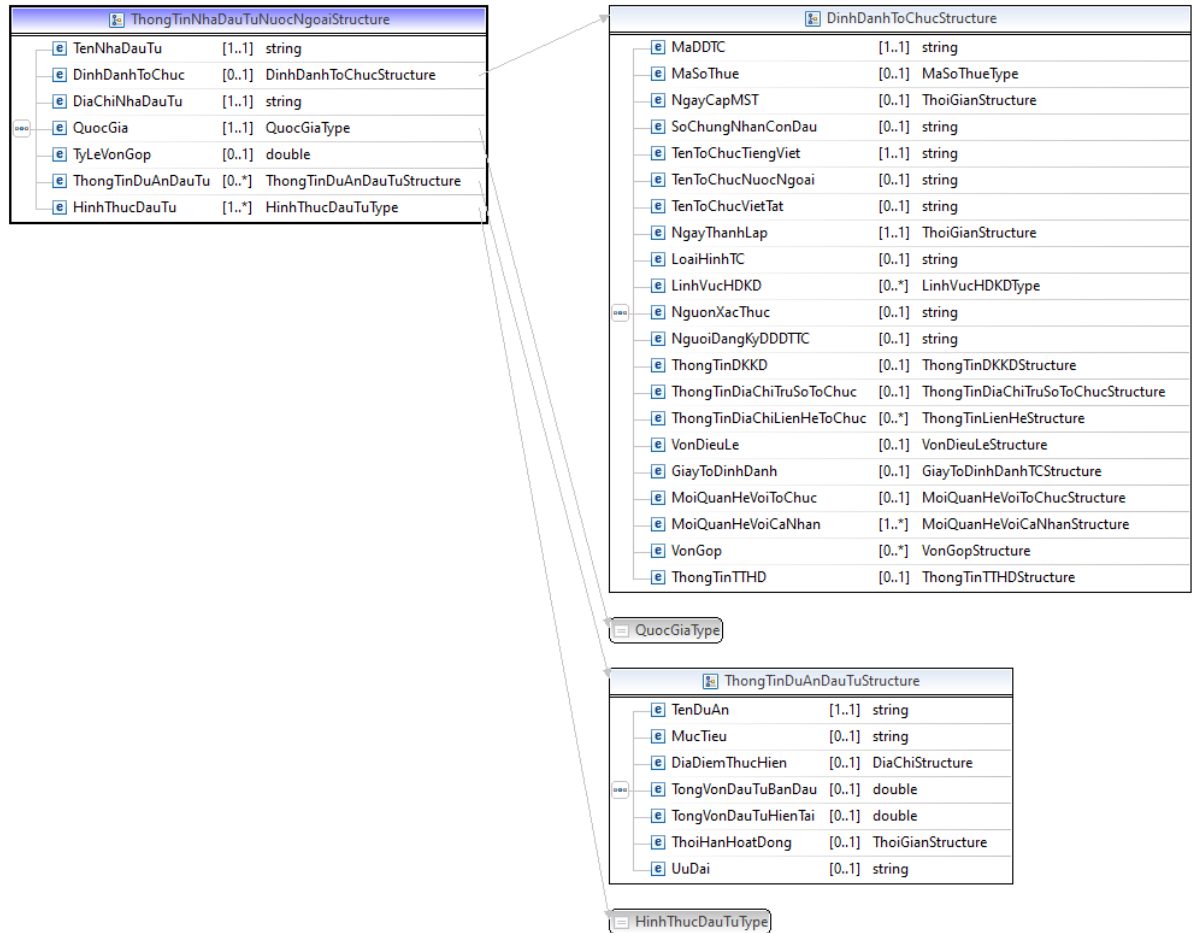 ThongTinNhaDauTuNuocNgoaiStructure
TenNhaDauTu [1..1] string
DinhDanhToChuc [0..1] DinhDanhToChucStructure
DiaChiNhaDauTu [1..1] string
QuocGia [1..1] QuocGiaType
TyLeVonGop [0..1] double
ThongTinDuAnDauTu [0..*] ThongTinDuAnDauTuStructure
HinhThucDauTu [1..*] HinhThucDauTuType
DinhDanhToChucStructure
MaDDTC [1..1] string
MaSoThue [0..1] MaSoThueType
NgayCapMST [0..1] ThoiGianStructure
SoChungNhanConDau [0..1] string
TenToChucTiengViet [1..1] string
TenToChucNuocNgoai [0..1] string
TenToChucVietTat [0..1] string
NgayThanhLap [1..1] ThoiGianStructure
LoaiHinhTC [0..1] string
LinhVucHDKD [0..*] LinhVucHDKDType
NguonXacThuc [0..1] string
NguoiDangKyDDDTTC [0..1] string
ThongTinDKKD [0..1] ThongTinDKKDStructure
ThongTinDiaChiTruSoToChuc [0..1] ThongTinDiaChiTruSoToChucStructure
ThongTinDiaChiLienHeToChuc [0..*] ThongTinLienHeStructure
VonDieuLe [0..1] VonDieuLeStructure
GiayToDinhDanh [0..1] GiayToDinhDanhTCStructure
MoiQuanHeVoiToChuc [0..1] MoiQuanHeVoiToChucStructure
MoiQuanHeVoiCaNhan [1..*] MoiQuanHeVoiCaNhanStructure
VonGop [0..*] VonGopStructure
ThongTinTTHD [0..1] ThongTinTTHDStructure
QuocGiaType
ThongTinDuAnDauTuStructure
TenDuAn [1..1] string
MucTieu [0..1] string
DiaDiemThucHien [0..1] DiaChiStructure
TongVonDauTuBanDau [0..1] double
TongVonDauTuHienTai [0..1] double
ThoiHanHoatDong [0..1] ThoiGianStructure
UuDai [0..1] string
HinhThucDauTuType